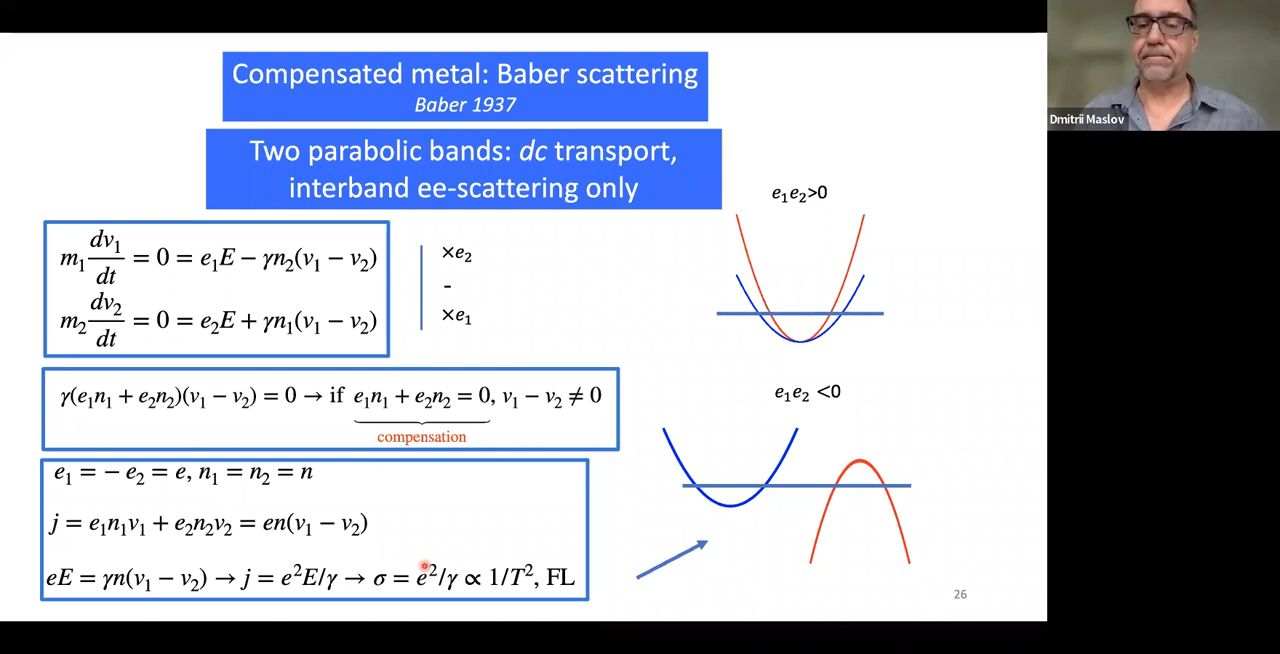 Compensated metal: Baber scattering
Baber 1937
Two parabolic bands: dc transport,
interband ee-scattering only
m₁ dv₁/dt = 0 = e₁E − γn₂(v₁ − v₂)
m₂ dv₂/dt = 0 = e₂E + γn₁(v₁ − v₂)
×e₂
-
×e₁
γ(e₁n₁ + e₂n₂)(v₁ − v₂) = 0 → if e₁n₁ + e₂n₂ = 0, v₁ − v₂ ≠ 0
compensation
e₁ = − e₂ = e, n₁ = n₂ = n
j = e₁n₁v₁ + e₂n₂v₂ = en(v₁ − v₂)
eE = γn(v₁ − v₂) → j = e²E/γ → σ = e²/γ ∝ 1/T², FL
e₁e₂>0
e₁e₂ <0
26
Dmitrii Maslov